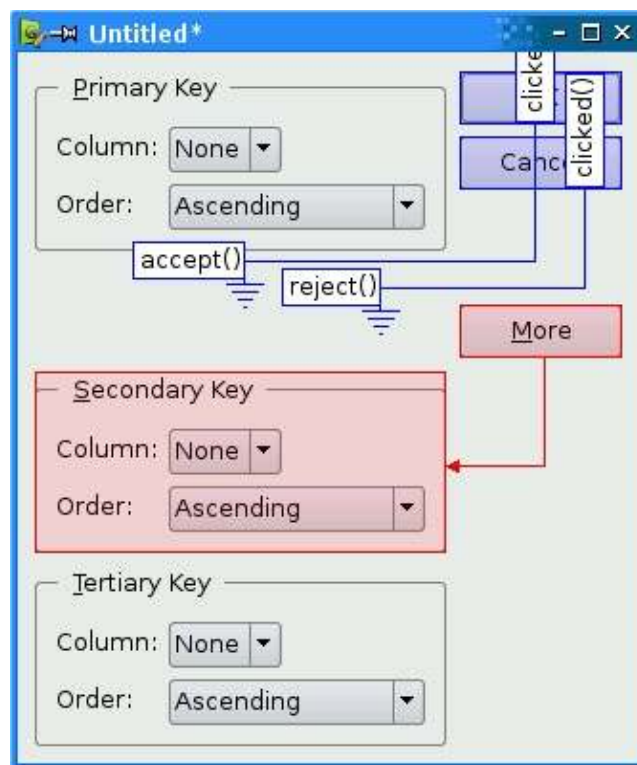 Untitled*
Primary Key
clicke
clicked()
Column: None
Order: Ascending
accept()
reject()
More
Secondary Key
Column: None
Order: Ascending
Tertiary Key
Column: None
Order: Ascending